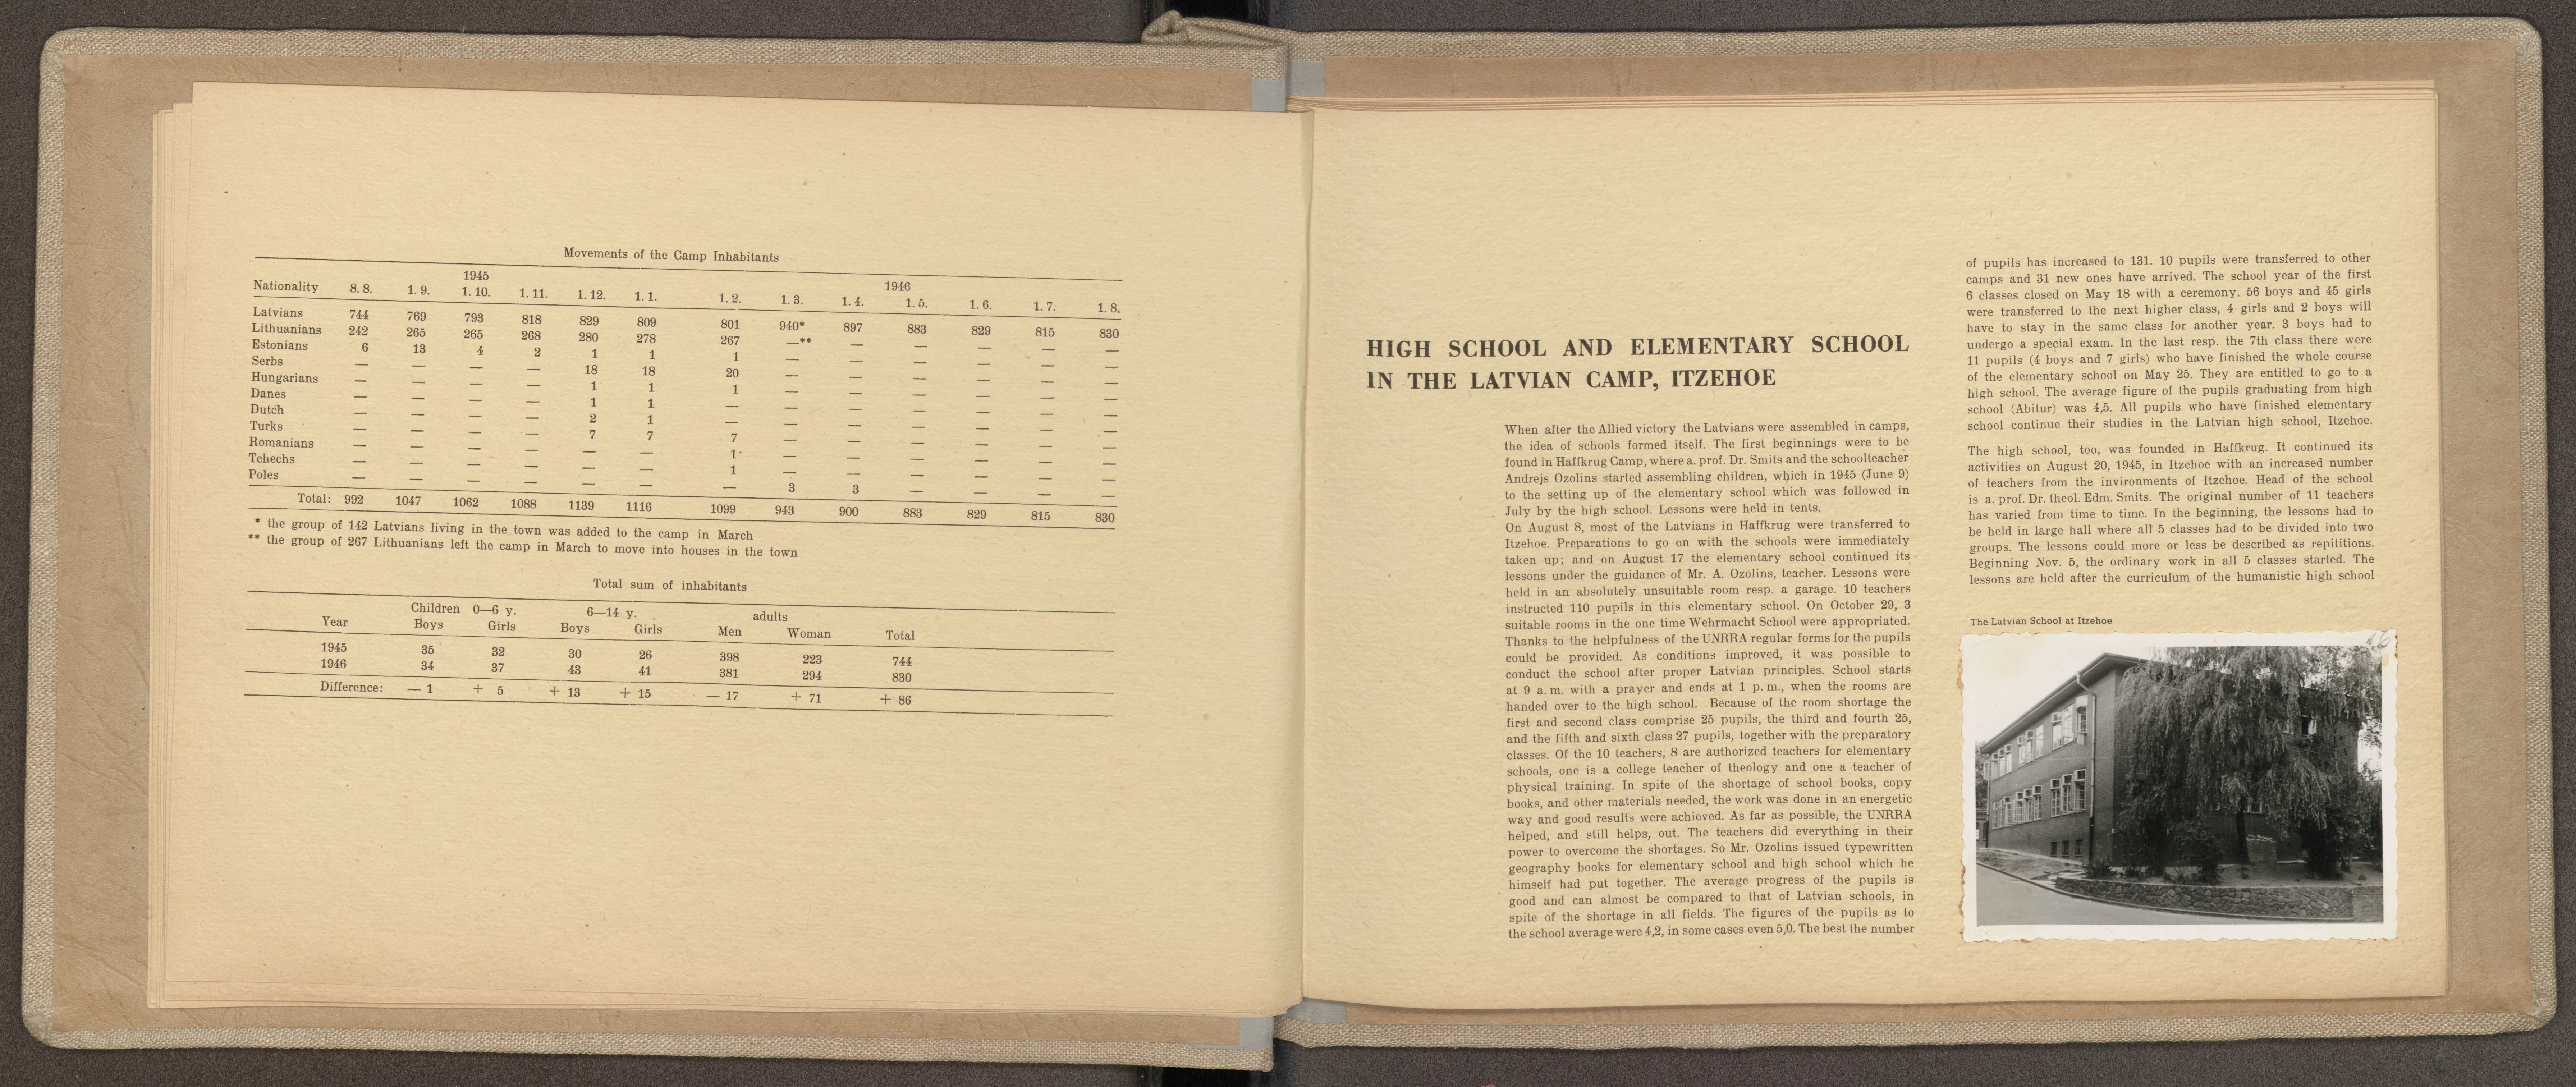 Movements of the Camp Inhabitants
1945 1946
Nationality 8. 8. 1. 9. 1. 10. 1. 11. 1. 12. 1. 1. 1. 2. 1. 3. 1. 4. 1. 5. 1. 6. 1. 7. 1. 8.
Latvians 744 769 793 818 829 809 801 940* 897 883 829 815 830
Lithuanians 242 265 265 268 280 278 267 —** — — — — —
Estonians 6 13 4 2 1 1 1 — — — — — —
Serbs — — — — 18 18 20 — — — — — —
Hungarians — — — — 1 1 1 — — — — — —
Danes — — — — 1 1 — — — — — — —
Dutch — — — — 2 1 — — — — — — —
Turks — — — — 7 7 7 — — — — — —
Romanians — — — — — — 1 — — — — — —
Tchechs — — — — — — 1 — — — — — —
Poles — — — — — — — 3 3 — — — —
Total: 992 1047 1062 1088 1139 1116 1099 943 900 883 829 815 830
* the group of 142 Latvians living in the town was added to the camp in March
** the group of 267 Lithuanians left the camp in March to move into houses in the town
Total sum of inhabitants
Children 0—6 y. 6—14 y. adults
Year Boys Girls Boys Girls Men Woman Total
1945 35 32 30 26 398 223 744
1946 34 37 43 41 381 294 830
Difference: — 1 + 5 + 13 + 15 — 17 + 71 + 86
HIGH SCHOOL AND ELEMENTARY SCHOOL
IN THE LATVIAN CAMP, ITZEHOE
When after the Allied victory the Latvians were assembled in camps,
the idea of schools formed itself. The first beginnings were to be
found in Haffkrug Camp, where a. prof. Dr. Smits and the schoolteacher
Andrejs Ozolins started assembling children, which in 1945 (June 9)
to the setting up of the elementary school which was followed in
July by the high school. Lessons were held in tents.
On August 8, most of the Latvians in Haffkrug were transferred to
Itzehoe. Preparations to go on with the schools were immediately
taken up; and on August 17 the elementary school continued its
lessons under the guidance of Mr. A. Ozolins, teacher. Lessons were
held in an absolutely unsuitable room resp. a garage. 10 teachers
instructed 110 pupils in this elementary school. On October 29, 3
suitable rooms in the one time Wehrmacht School were appropriated.
Thanks to the helpfulness of the UNRRA regular forms for the pupils
could be provided. As conditions improved, it was possible to
conduct the school after proper Latvian principles. School starts
at 9 a. m. with a prayer and ends at 1 p. m., when the rooms are
handed over to the high school. Because of the room shortage the
first and second class comprise 25 pupils, the third and fourth 25,
and the fifth and sixth class 27 pupils, together with the preparatory
classes. Of the 10 teachers, 8 are authorized teachers for elementary
schools, one is a college teacher of theology and one a teacher of
physical training. In spite of the shortage of school books, copy
books, and other materials needed, the work was done in an energetic
way and good results were achieved. As far as possible, the UNRRA
helped, and still helps, out. The teachers did everything in their
power to overcome the shortages. So Mr. Ozolins issued typewritten
geography books for elementary school and high school which he
himself had put together. The average progress of the pupils is
good and can almost be compared to that of Latvian schools, in
spite of the shortage in all fields. The figures of the pupils as to
the school average were 4,2, in some cases even 5,0. The best the number
of pupils has increased to 131. 10 pupils were transferred to other
camps and 31 new ones have arrived. The school year of the first
6 classes closed on May 18 with a ceremony. 56 boys and 45 girls
were transferred to the next higher class, 4 girls and 2 boys will
have to stay in the same class for another year. 3 boys had to
undergo a special exam. In the last resp. the 7th class there were
11 pupils (4 boys and 7 girls) who have finished the whole course
of the elementary school on May 25. They are entitled to go to a
high school. The average figure of the pupils graduating from high
school (Abitur) was 4,5. All pupils who have finished elementary
school continue their studies in the Latvian high school, Itzehoe.
The high school, too, was founded in Haffkrug. It continued its
activities on August 20, 1945, in Itzehoe with an increased number
of teachers from the invironments of Itzehoe. Head of the school
is a. prof. Dr. theol. Edm. Smits. The original number of 11 teachers
has varied from time to time. In the beginning, the lessons had to
be held in large hall where all 5 classes had to be divided into two
groups. The lessons could more or less be described as repititions.
Beginning Nov. 5, the ordinary work in all 5 classes started. The
lessons are held after the curriculum of the humanistic high school
The Latvian School at Itzehoe